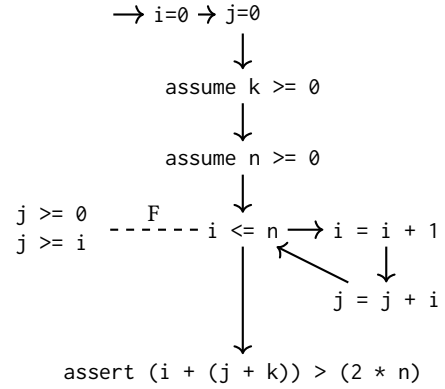 i=0 j=0
assume k >= 0
assume n >= 0
j >= 0
j >= i
F
i <= n
i = i + 1
j = j + i
assert (i + (j + k)) > (2 * n)